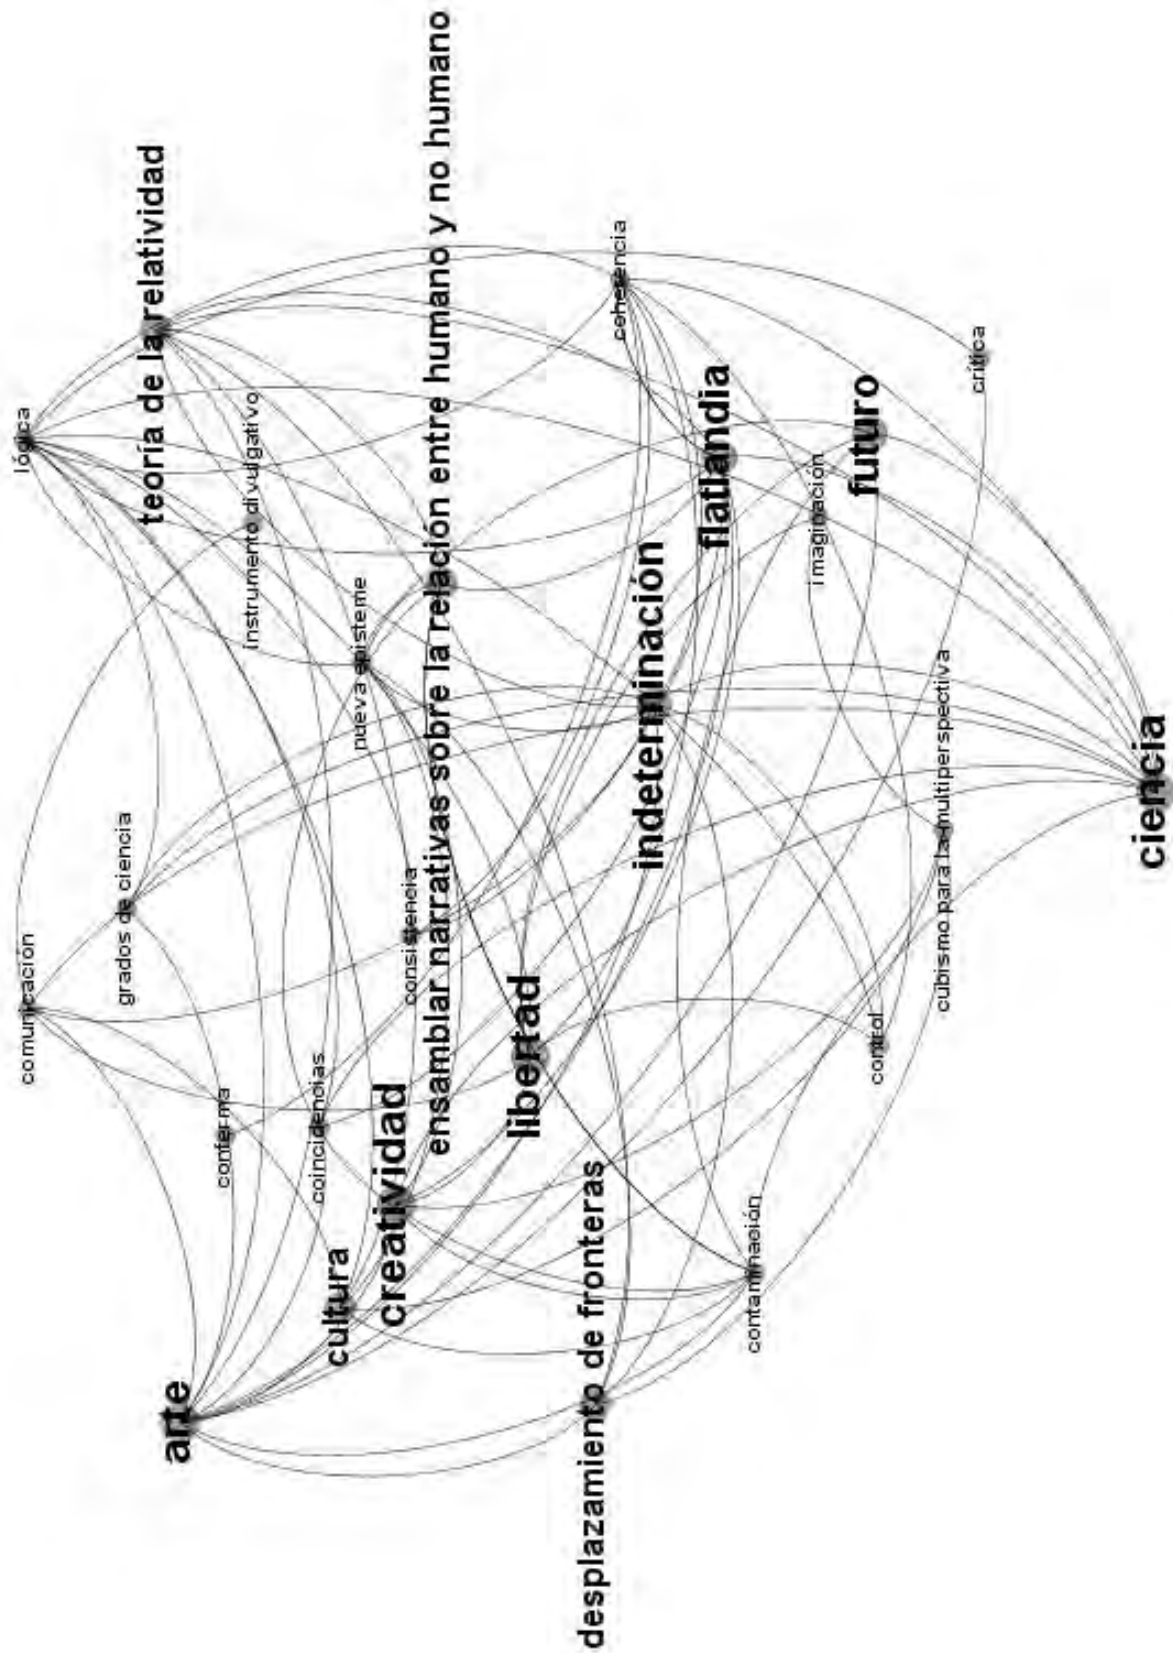 lógica
comunicación
grados de ciencia
teoría de la relatividad
arte
conferma
instrumento divulgativo
coincidencias
cultura
nueva episteme
creatividad
consistencia
ensamblar narrativas sobre la relación entre humano y no humano
libertad
desplazamiento de fronteras
coherencia
indeterminación
flatlandia
contaminación
imaginación
futuro
control
cubismo para la multiperspectiva
crítica
ciencia